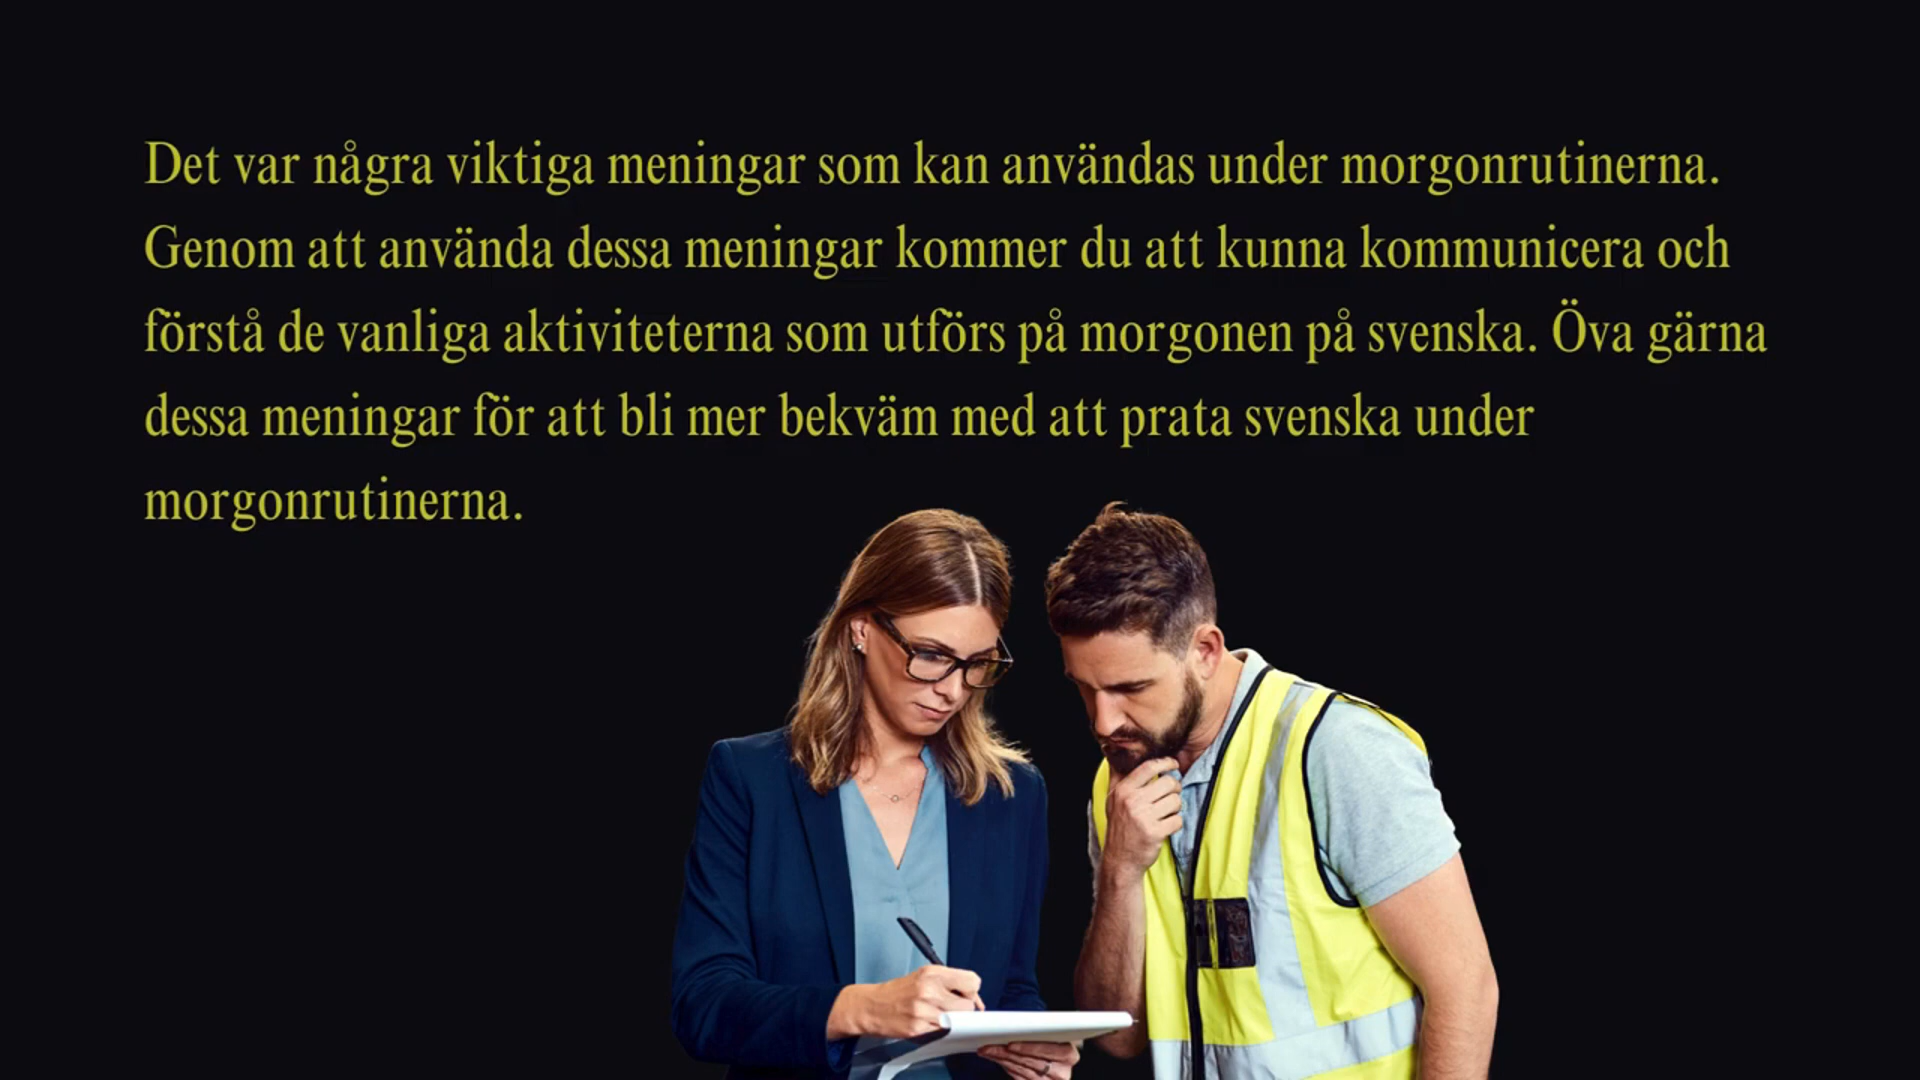 Det var några viktiga meningar som kan användas under morgonrutinerna.
Genom att använda dessa meningar kommer du att kunna kommunicera och
förstå de vanliga aktiviteterna som utförs på morgonen på svenska. Öva gärna
dessa meningar för att bli mer bekväm med att prata svenska under
morgonrutinerna.